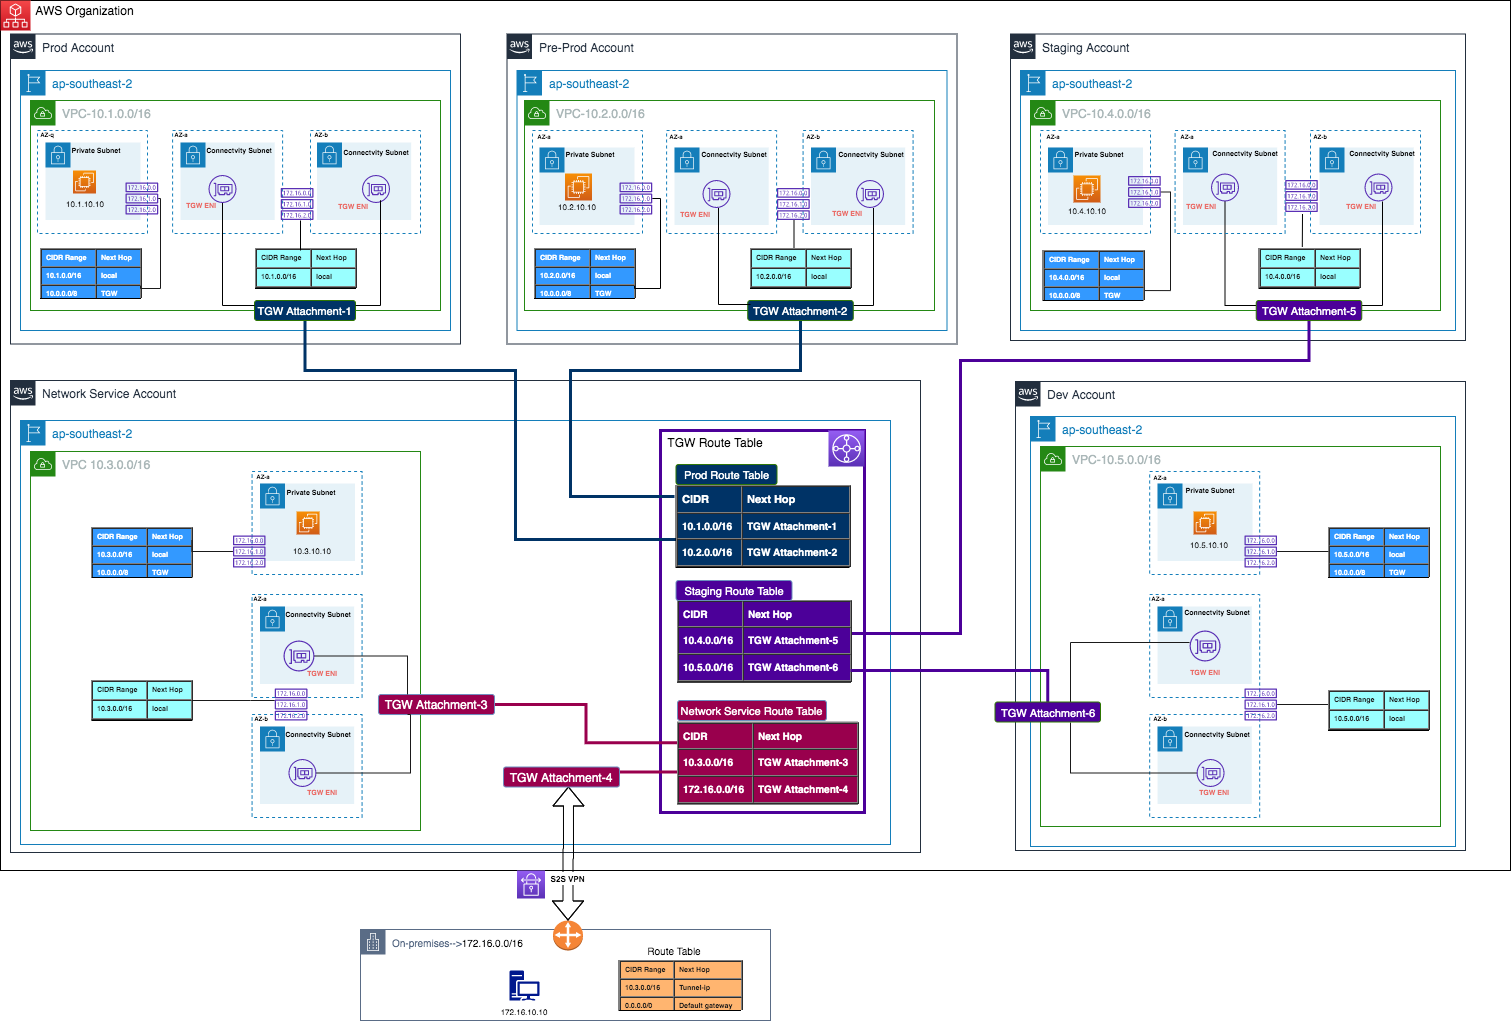 AWS Organization
aws
Prod Account
ap-southeast-2
VPC-10.1.0.0/16
AZ-q
Private Subnet
10.1.10.10
172.16.0.0
172.16.1.0
172.16.2.0
AZ-a
Connectvity Subnet
TGW ENI
172.16.0.0
172.16.1.0
172.16.2.0
AZ-b
Connectvity Subnet
TGW ENI
CIDR Range Next Hop
10.1.0.0/16 local
10.0.0.0/8 TGW
CIDR Range Next Hop
10.1.0.0/16 local
TGW Attachment-1
aws
Pre-Prod Account
ap-southeast-2
VPC-10.2.0.0/16
AZ-a
Private Subnet
10.2.10.10
172.16.0.0
172.16.1.0
172.16.2.0
AZ-a
Connectvity Subnet
TGW ENI
172.16.0.0
172.16.1.0
172.16.2.0
AZ-b
Connectvity Subnet
TGW ENI
CIDR Range Next Hop
10.2.0.0/16 local
10.0.0.0/8 TGW
CIDR Range Next Hop
10.2.0.0/16 local
TGW Attachment-2
aws
Staging Account
ap-southeast-2
VPC-10.4.0.0/16
AZ-a
Private Subnet
10.4.10.10
172.16.0.0
172.16.1.0
172.16.2.0
AZ-a
Connectvity Subnet
TGW ENI
172.16.0.0
172.16.1.0
172.16.2.0
AZ-b
Connectvity Subnet
TGW ENI
CIDR Range Next Hop
10.4.0.0/16 local
10.0.0.0/8 TGW
CIDR Range Next Hop
10.4.0.0/16 local
TGW Attachment-5
aws
Network Service Account
ap-southeast-2
VPC 10.3.0.0/16
AZ-a
Private Subnet
10.3.10.10
172.16.0.0
172.16.1.0
172.16.2.0
CIDR Range Next Hop
10.3.0.0/16 local
10.0.0.0/8 TGW
AZ-a
Connectvity Subnet
TGW ENI
172.16.0.0
172.16.1.0
172.16.2.0
CIDR Range Next Hop
10.3.0.0/16 local
AZ-b
Connectvity Subnet
TGW ENI
TGW Attachment-3
TGW Attachment-4
TGW Route Table
Prod Route Table
CIDR Next Hop
10.1.0.0/16 TGW Attachment-1
10.2.0.0/16 TGW Attachment-2
Staging Route Table
CIDR Next Hop
10.4.0.0/16 TGW Attachment-5
10.5.0.0/16 TGW Attachment-6
Network Service Route Table
CIDR Next Hop
10.3.0.0/16 TGW Attachment-3
172.16.0.0/16 TGW Attachment-4
aws
Dev Account
ap-southeast-2
VPC-10.5.0.0/16
AZ-a
Private Subnet
10.5.10.10
172.16.0.0
172.16.1.0
172.16.2.0
CIDR Range Next Hop
10.5.0.0/16 local
10.0.0.0/8 TGW
AZ-a
Connectvity Subnet
TGW ENI
172.16.0.0
172.16.1.0
172.16.2.0
CIDR Range Next Hop
10.5.0.0/16 local
AZ-b
Connectvity Subnet
TGW ENI
TGW Attachment-6
S2S VPN
On-premises-->172.16.0.0/16
172.16.10.10
Route Table
CIDR Range Next Hop
10.3.0.0/16 Tunnel-ip
0.0.0.0/0 Default gateway